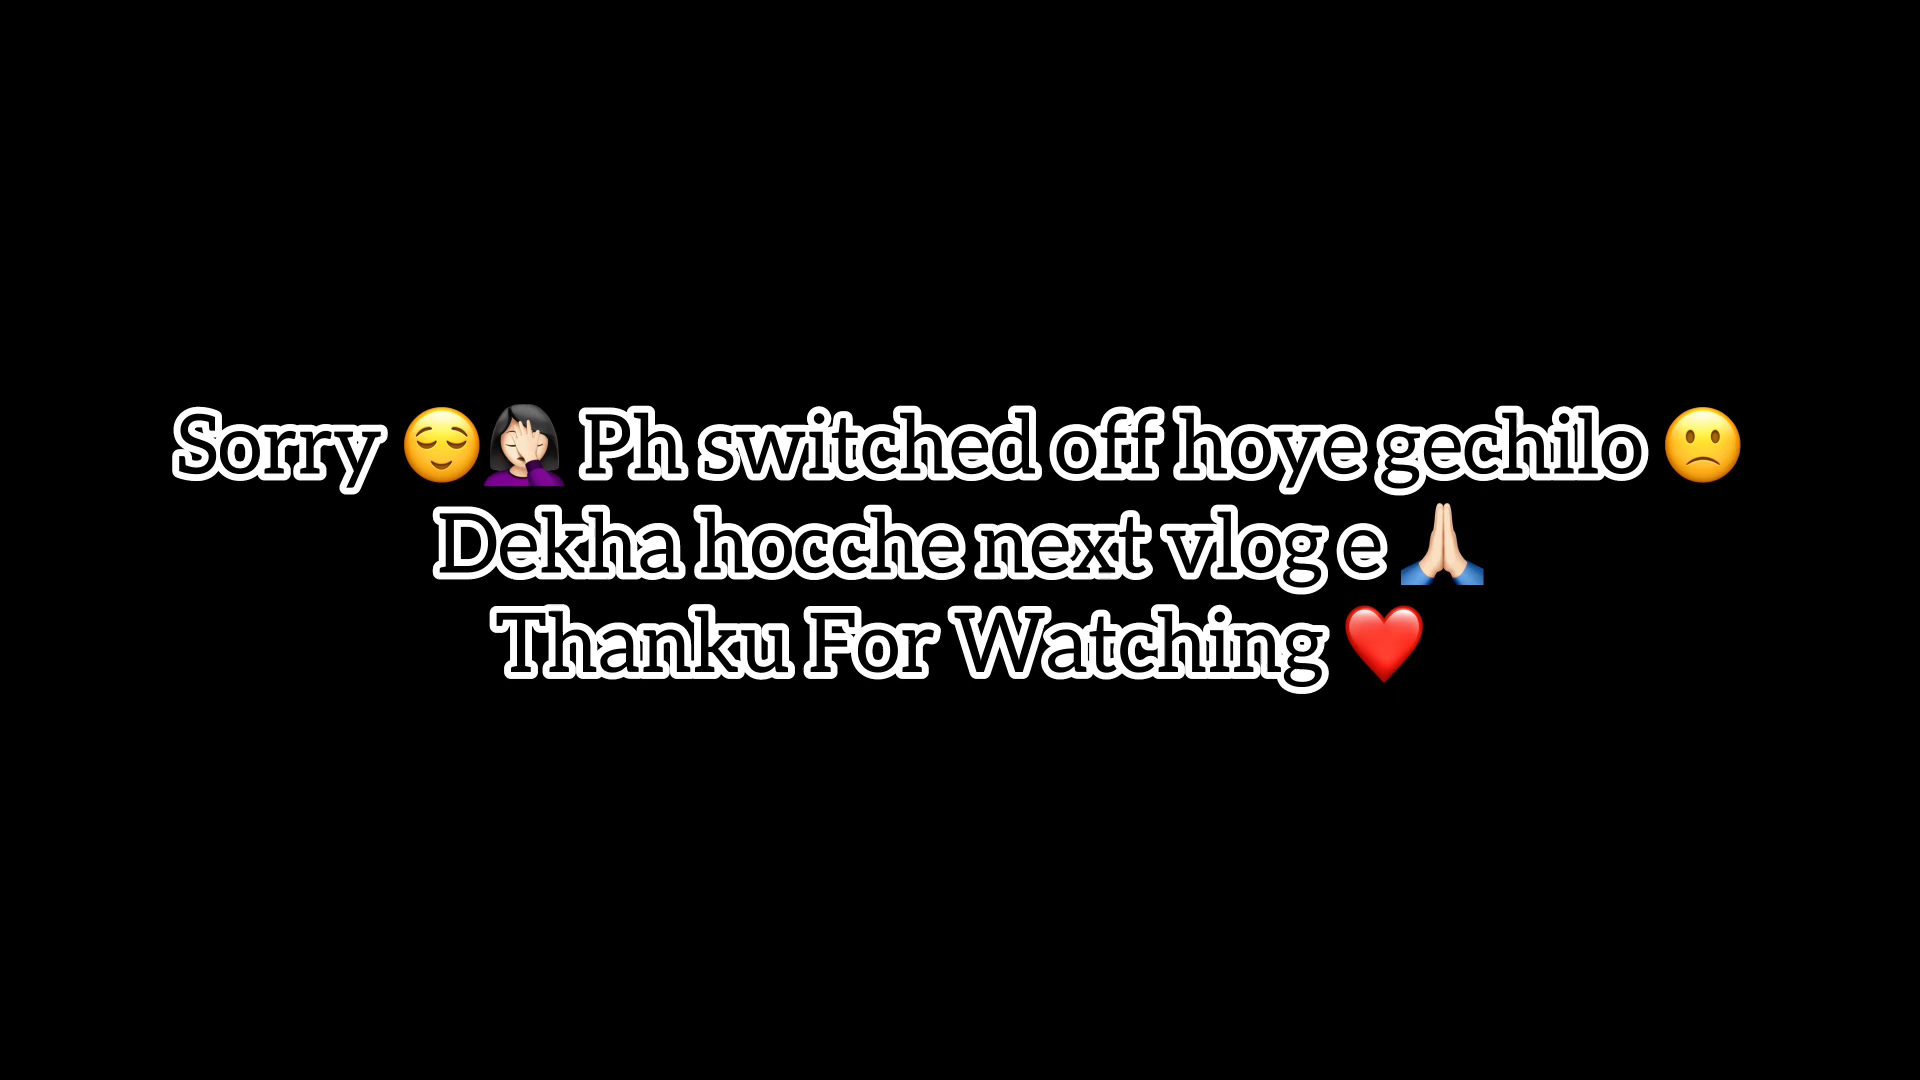 Sorry 😌🤦🏻‍♀️ Ph switched off hoye gechilo 🙁
Dekha hocche next vlog e 🙏🏻
Thanku For Watching ❤️